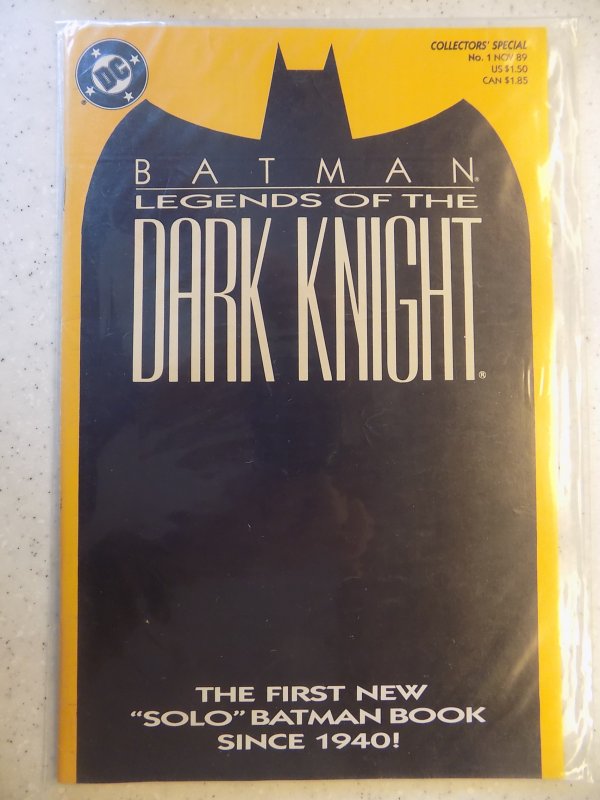 DC
®
COLLECTORS' SPECIAL
No. 1 NOV 89
US $1.50
CAN $1.85
BATMAN®
LEGENDS OF THE
DARK KNIGHT®
THE FIRST NEW
"SOLO" BATMAN BOOK
SINCE 1940!